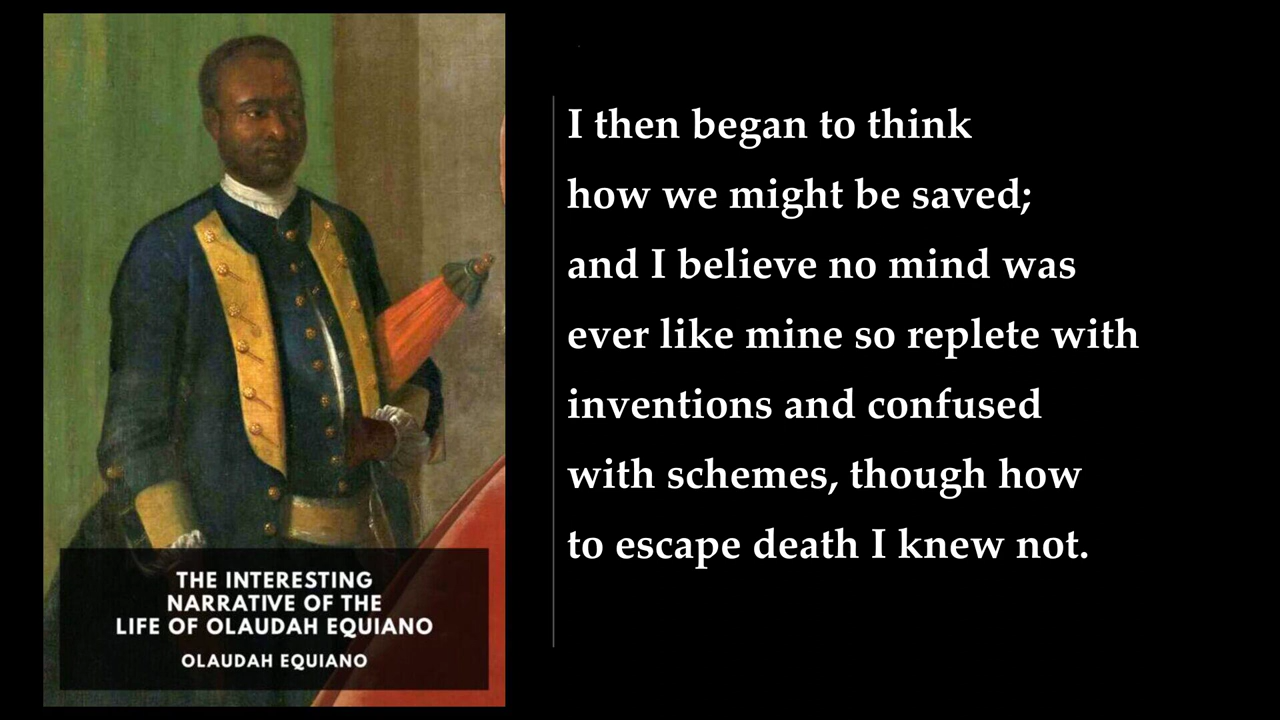 THE INTERESTING
NARRATIVE OF THE
LIFE OF OLAUDAH EQUIANO
OLAUDAH EQUIANO
I then began to think
how we might be saved;
and I believe no mind was
ever like mine so replete with
inventions and confused
with schemes, though how
to escape death I knew not.